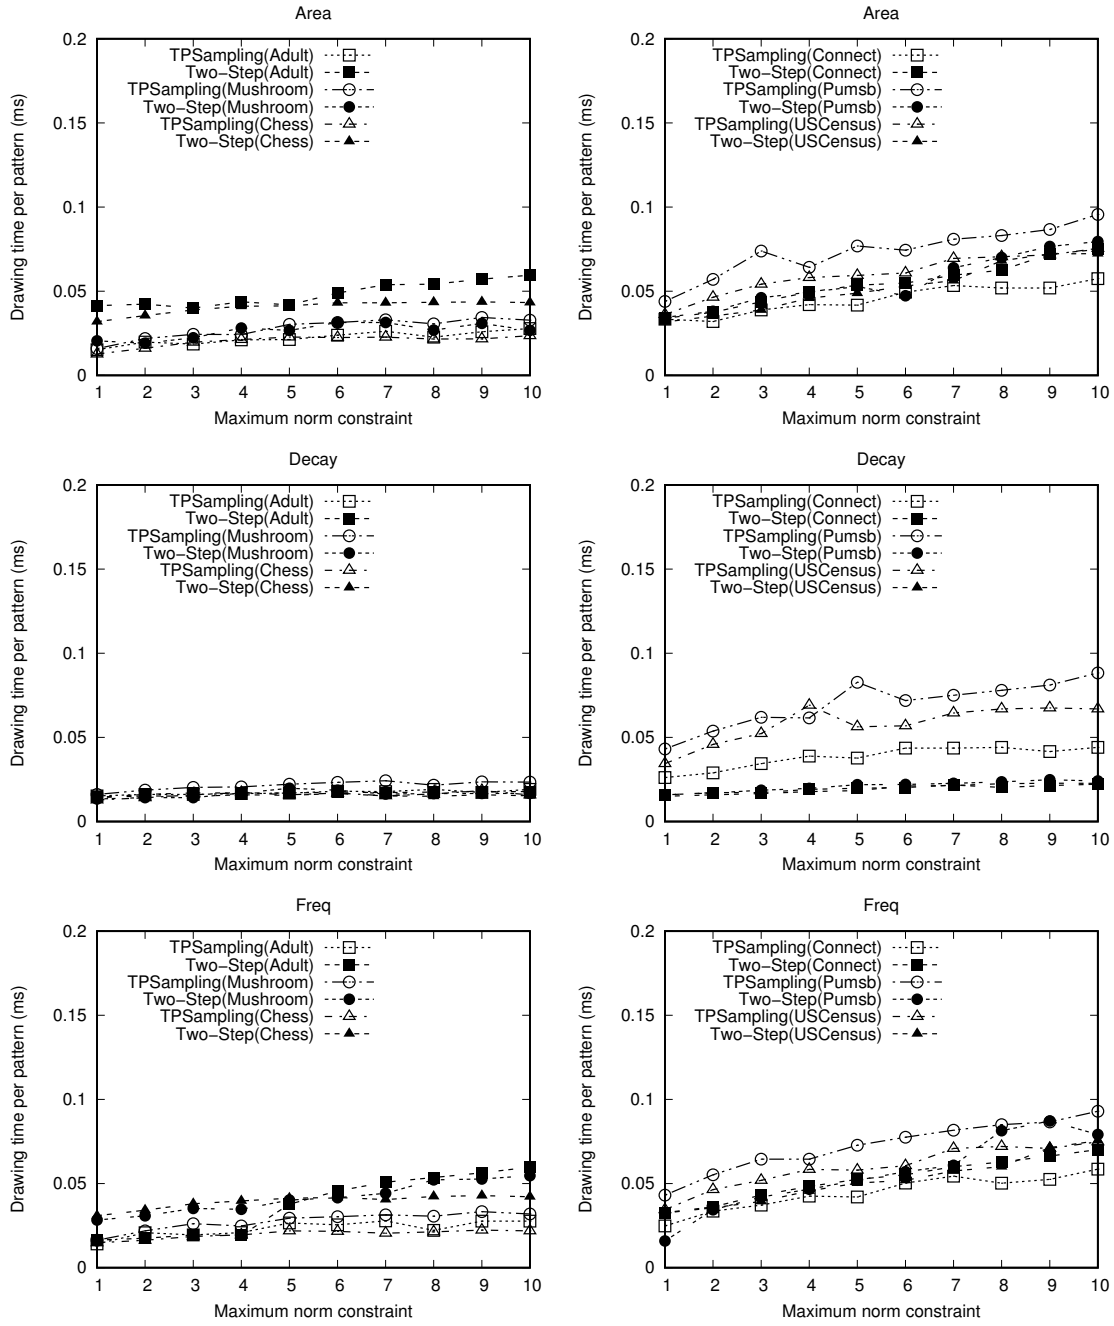 Area
Drawing time per pattern (ms)
0.2
0.15
0.1
0.05
0
TPSampling(Adult)
Two-Step(Adult)
TPSampling(Mushroom)
Two-Step(Mushroom)
TPSampling(Chess)
Two-Step(Chess)
1 2 3 4 5 6 7 8 9 10
Maximum norm constraint
Area
Drawing time per pattern (ms)
0.2
0.15
0.1
0.05
0
TPSampling(Connect)
Two-Step(Connect)
TPSampling(Pumsb)
Two-Step(Pumsb)
TPSampling(USCensus)
Two-Step(USCensus)
1 2 3 4 5 6 7 8 9 10
Maximum norm constraint
Decay
Drawing time per pattern (ms)
0.2
0.15
0.1
0.05
0
TPSampling(Adult)
Two-Step(Adult)
TPSampling(Mushroom)
Two-Step(Mushroom)
TPSampling(Chess)
Two-Step(Chess)
1 2 3 4 5 6 7 8 9 10
Maximum norm constraint
Decay
Drawing time per pattern (ms)
0.2
0.15
0.1
0.05
0
TPSampling(Connect)
Two-Step(Connect)
TPSampling(Pumsb)
Two-Step(Pumsb)
TPSampling(USCensus)
Two-Step(USCensus)
1 2 3 4 5 6 7 8 9 10
Maximum norm constraint
Freq
Drawing time per pattern (ms)
0.2
0.15
0.1
0.05
0
TPSampling(Adult)
Two-Step(Adult)
TPSampling(Mushroom)
Two-Step(Mushroom)
TPSampling(Chess)
Two-Step(Chess)
1 2 3 4 5 6 7 8 9 10
Maximum norm constraint
Freq
Drawing time per pattern (ms)
0.2
0.15
0.1
0.05
0
TPSampling(Connect)
Two-Step(Connect)
TPSampling(Pumsb)
Two-Step(Pumsb)
TPSampling(USCensus)
Two-Step(USCensus)
1 2 3 4 5 6 7 8 9 10
Maximum norm constraint